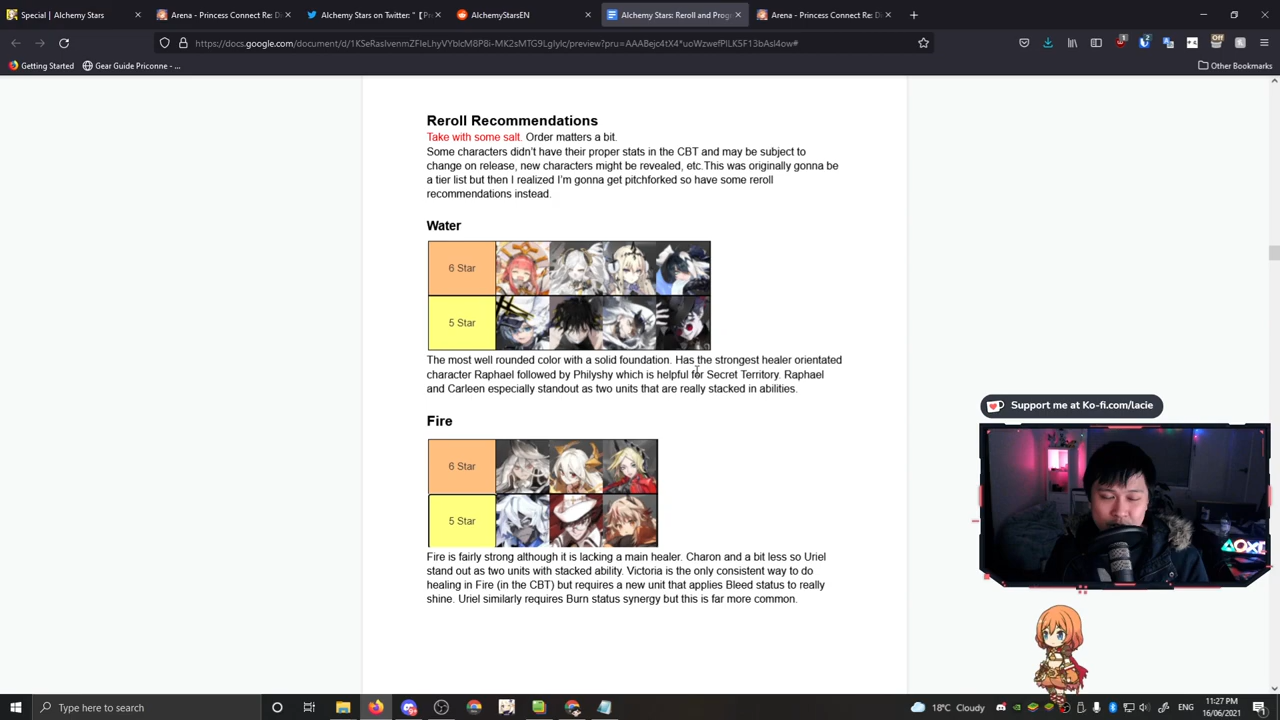 Special | Alchemy Stars
Arena - Princess Connect Re: D
Alchemy Stars on Twitter: "【P
AlchemyStarsEN
Alchemy Stars: Reroll and Prog
Arena - Princess Connect Re: D
Getting Started
Gear Guide Priconne - ...
Other Bookmarks
Reroll Recommendations
Take with some salt. Order matters a bit.
Some characters didn't have their proper stats in the CBT and may be subject to
change on release, new characters might be revealed, etc.This was originally gonna be
a tier list but then I realized I'm gonna get pitchforked so have some reroll
recommendations instead.
Water
6 Star
5 Star
The most well rounded color with a solid foundation. Has the strongest healer orientated
character Raphael followed by Philyshy which is helpful for Secret Territory. Raphael
and Carleen especially standout as two units that are really stacked in abilities.
Fire
6 Star
5 Star
Fire is fairly strong although it is lacking a main healer. Charon and a bit less so Uriel
stand out as two units with stacked ability. Victoria is the only consistent way to do
healing in Fire (in the CBT) but requires a new unit that applies Bleed status to really
shine. Uriel similarly requires Burn status synergy but this is far more common.
Support me at Ko-fi.com/lacie
Type here to search
18°C Cloudy
11:27 PM
16/06/2021